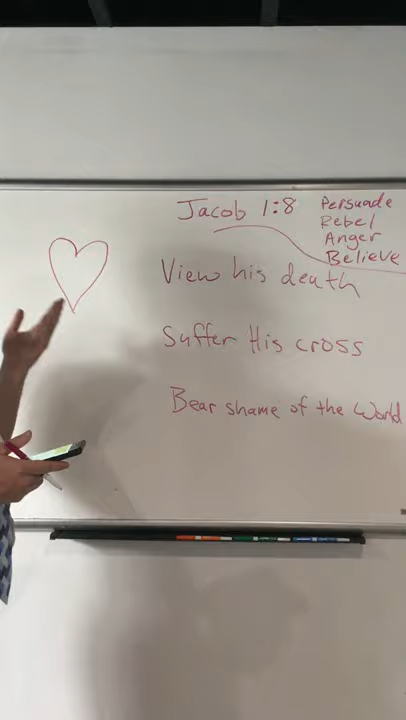 Jacob 1:8
Persuade
Rebel
Anger
Believe
View his death
Suffer His cross
Bear shame of the World